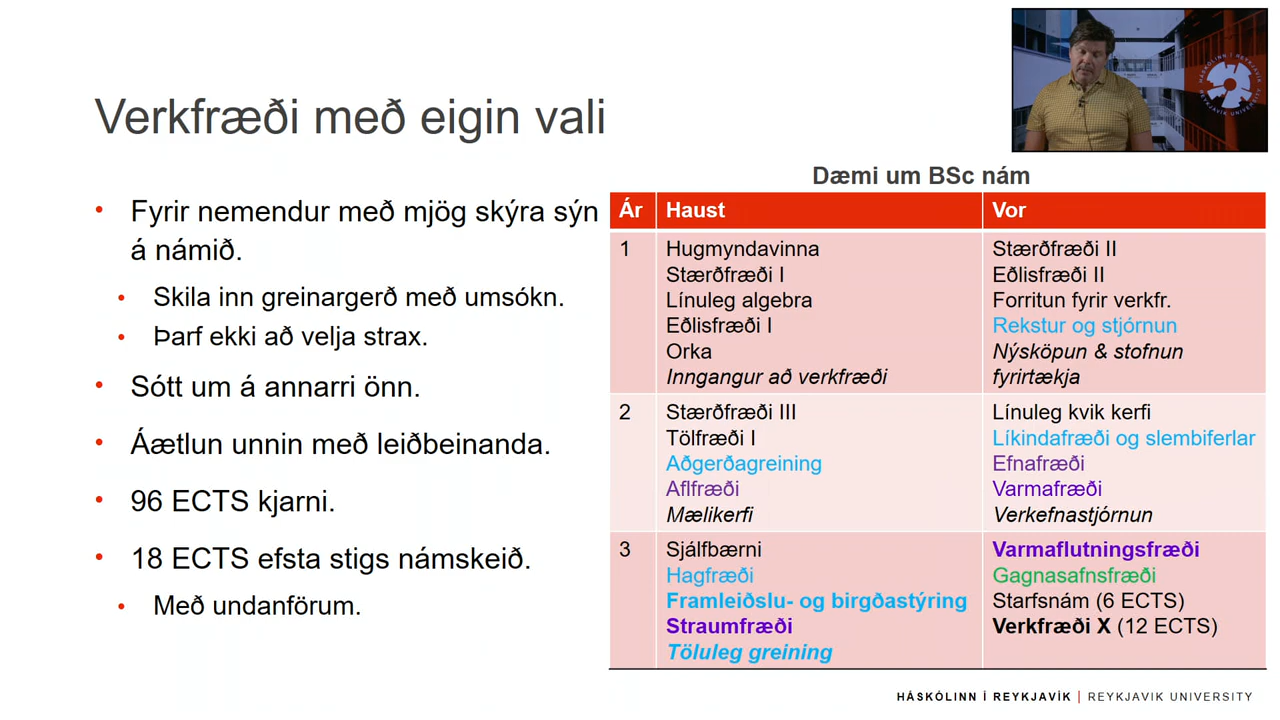 Verkfræði með eigin vali
Fyrir nemendur með mjög skýra sýn
á námið.
Skila inn greinargerð með umsókn.
Þarf ekki að velja strax.
Sótt um á annarri önn.
Áætlun unnin með leiðbeinanda.
96 ECTS kjarni.
18 ECTS efsta stigs námskeið.
Með undanförum.
Dæmi um BSc nám
Ár Haust Vor
1
Hugmyndavinna
Stærðfræði I
Línuleg algebra
Eðlisfræði I
Orka
Inngangur að verkfræði
Stærðfræði II
Eðlisfræði II
Forritun fyrir verkfr.
Rekstur og stjórnun
Nýsköpun & stofnun
fyrirtækja
2
Stærðfræði III
Tölfræði I
Aðgerðagreining
Aflfræði
Mælikerfi
Línuleg kvik kerfi
Líkindafræði og slembiferlar
Efnafræði
Varmafræði
Verkefnastjórnun
3
Sjálfbærni
Hagfræði
Framleiðslu- og birgðastýring
Straumfræði
Töluleg greining
Varmaflutningsfræði
Gagnasafnsfræði
Starfsnám (6 ECTS)
Verkfræði X (12 ECTS)
HÁSKÓLINN Í REYKJAVÍK | REYKJAVIK UNIVERSITY
HÁSKÓLINN Í REYKJAVÍK
REYKJAVIK UNIVERSITY